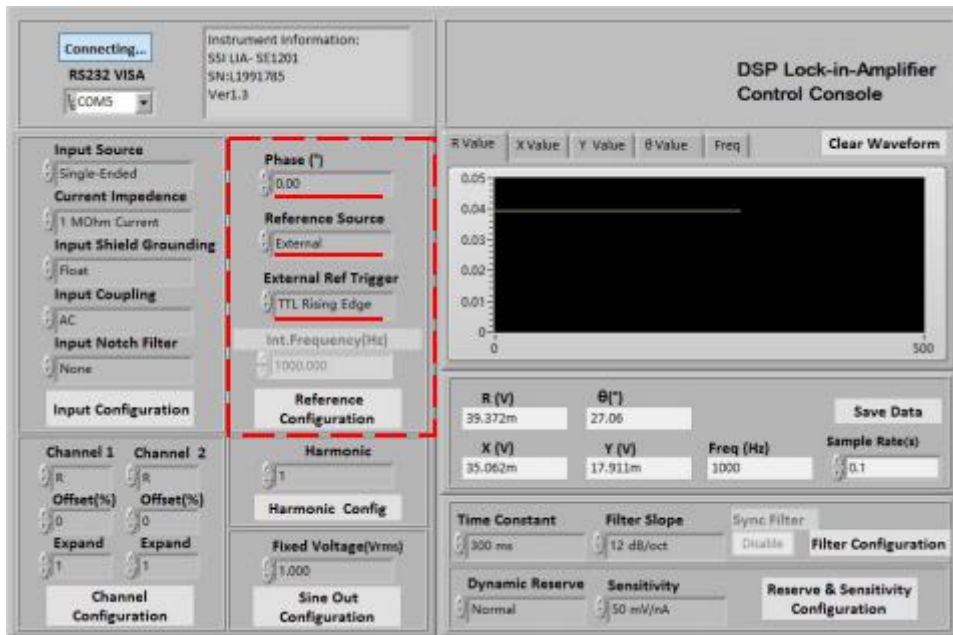 Connecting...
RS232 VISA
COM5
Instrument Information:
SSI LIA- SE1201
SN:L1991785
Ver1.3
DSP Lock-in-Amplifier
Control Console
Input Source
Single-Ended
Current Impedence
1 MOhm Current
Input Shield Grounding
Float
Input Coupling
AC
Input Notch Filter
None
Input Configuration
Phase (°)
0.00
Reference Source
External
External Ref Trigger
TTL Rising Edge
Int.Frequency(Hz)
1000.000
Reference
Configuration
R Value
X Value
Y Value
θ Value
Freq
Clear Waveform
0.05
0.04
0.03
0.02
0.01
0
0
500
R (V)
39.372m
θ(°)
27.06
Save Data
X (V)
35.062m
Y (V)
17.911m
Freq (Hz)
1000
Sample Rate(s)
0.1
Channel 1
Channel 2
R
R
Offset(%)
Offset(%)
0
0
Expand
Expand
1
1
Channel
Configuration
Harmonic
1
Harmonic Config
Fixed Voltage(Vrms)
1.000
Sine Out
Configuration
Time Constant
300 ms
Filter Slope
12 dB/oct
Sync Filter
Disable
Filter Configuration
Dynamic Reserve
Normal
Sensitivity
50 mV/nA
Reserve & Sensitivity
Configuration